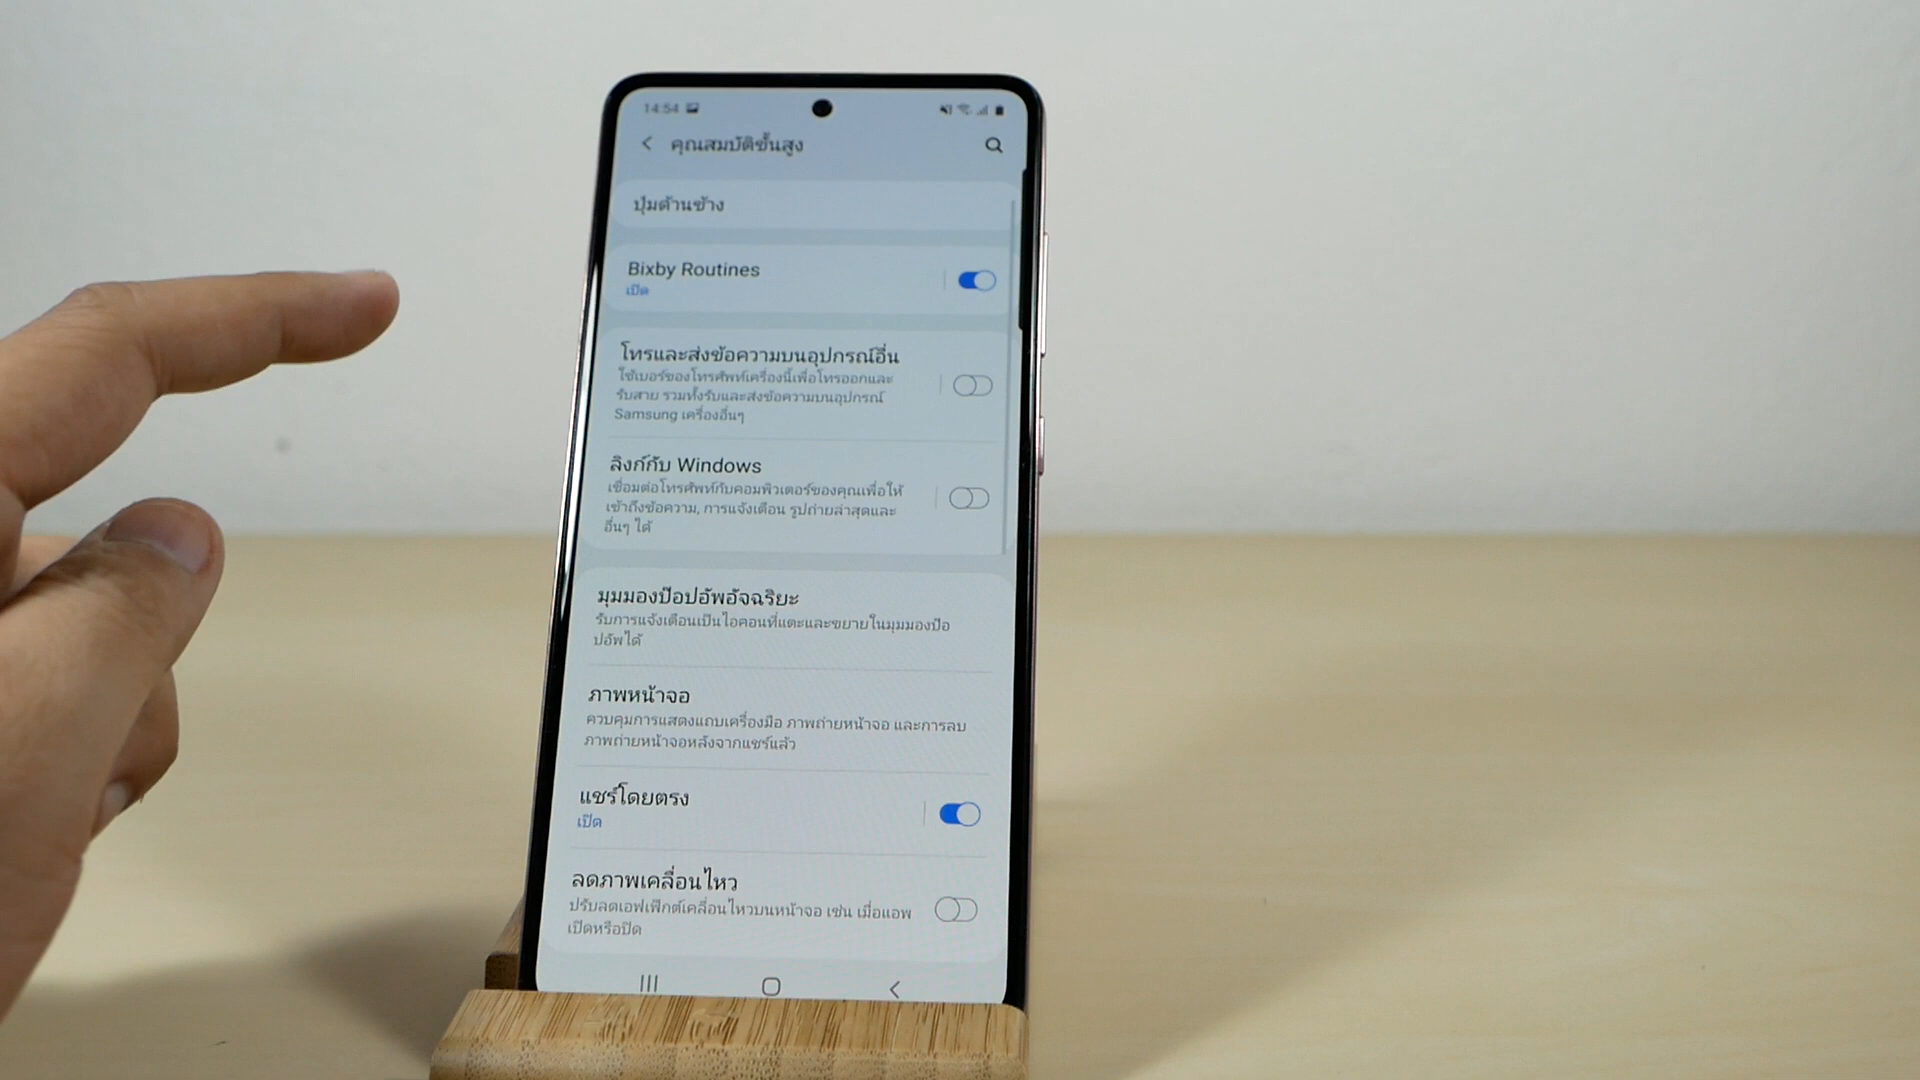 14:54
คุณสมบัติขั้นสูง
ปุ่มด้านข้าง
Bixby Routines
เปิด
โทรและส่งข้อความบนอุปกรณ์อื่น
ใช้เบอร์ของโทรศัพท์เครื่องนี้เพื่อโทรออกและ
รับสาย รวมทั้งรับและส่งข้อความบนอุปกรณ์
Samsung เครื่องอื่นๆ
ลิงก์กับ Windows
เชื่อมต่อโทรศัพท์กับคอมพิวเตอร์ของคุณเพื่อให้
เข้าถึงข้อความ, การแจ้งเตือน รูปถ่ายล่าสุดและ
อื่นๆ ได้
มุมมองป๊อปอัพอัจฉริยะ
รับการแจ้งเตือนเป็นไอคอนที่แตะและขยายในมุมมองป๊อ
ปอัพได้
ภาพหน้าจอ
ควบคุมการแสดงแถบเครื่องมือ ภาพถ่ายหน้าจอ และการลบ
ภาพถ่ายหน้าจอหลังจากแชร์แล้ว
แชร์โดยตรง
เปิด
ลดภาพเคลื่อนไหว
ปรับลดเอฟเฟ็กต์เคลื่อนไหวบนหน้าจอ เช่น เมื่อแอพ
เปิดหรือปิด